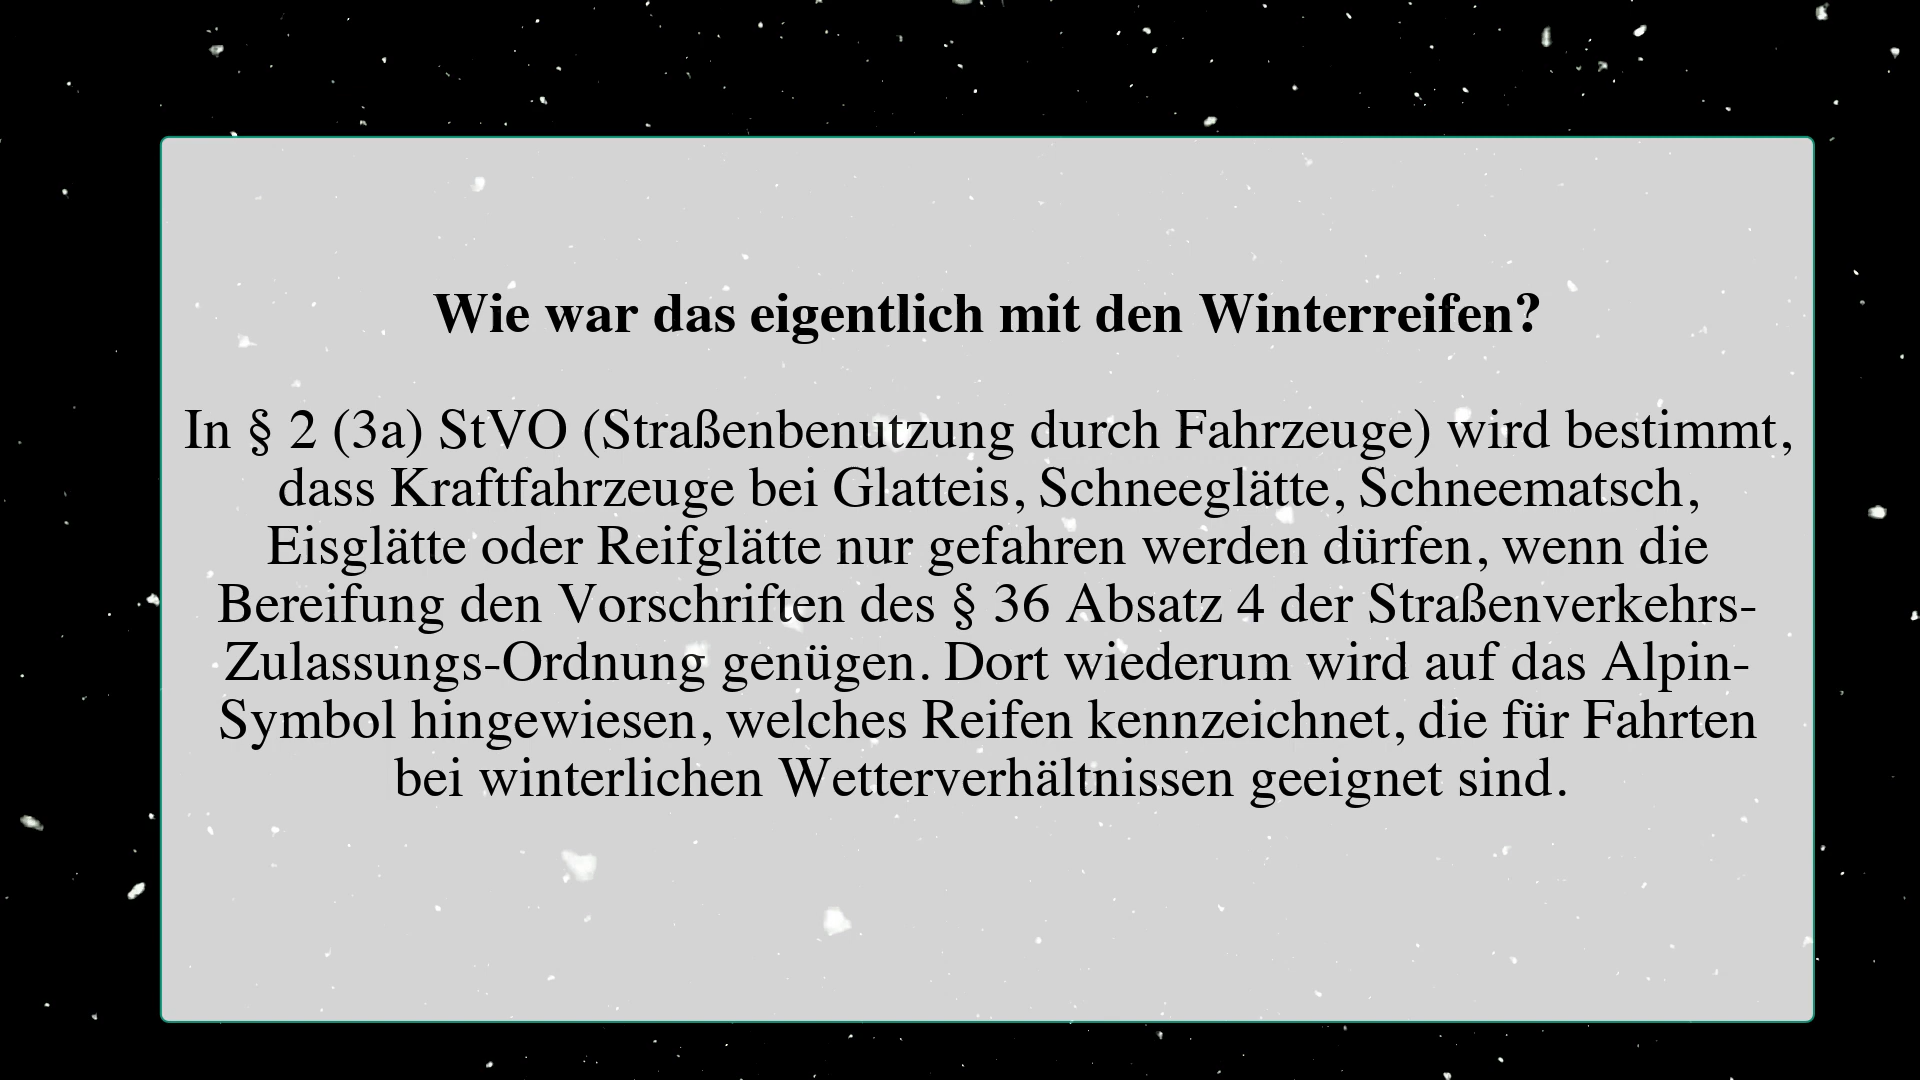 Wie war das eigentlich mit den Winterreifen?
In § 2 (3a) StVO (Straßenbenutzung durch Fahrzeuge) wird bestimmt,
dass Kraftfahrzeuge bei Glatteis, Schneeglätte, Schneematsch,
Eisglätte oder Reifglätte nur gefahren werden dürfen, wenn die
Bereifung den Vorschriften des § 36 Absatz 4 der Straßenverkehrs-
Zulassungs-Ordnung genügen. Dort wiederum wird auf das Alpin-
Symbol hingewiesen, welches Reifen kennzeichnet, die für Fahrten
bei winterlichen Wetterverhältnissen geeignet sind.